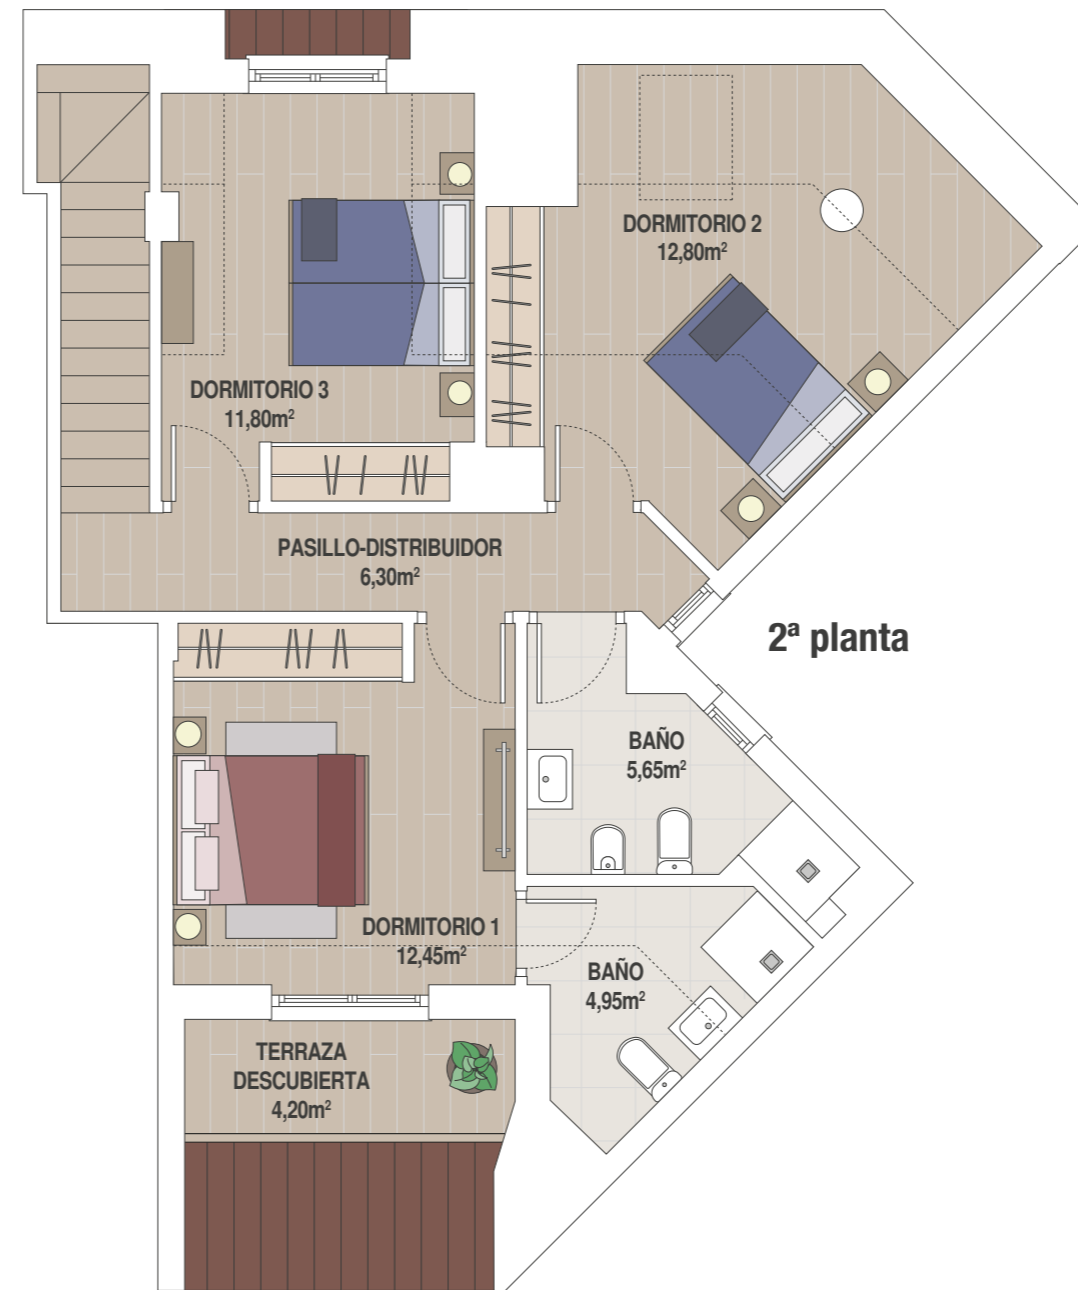 DORMITORIO 2
12,80m²
DORMITORIO 3
11,80m²
PASILLO-DISTRIBUIDOR
6,30m²
2ª planta
BAÑO
5,65m²
DORMITORIO 1
12,45m²
BAÑO
4,95m²
TERRAZA
DESCUBIERTA
4,20m²